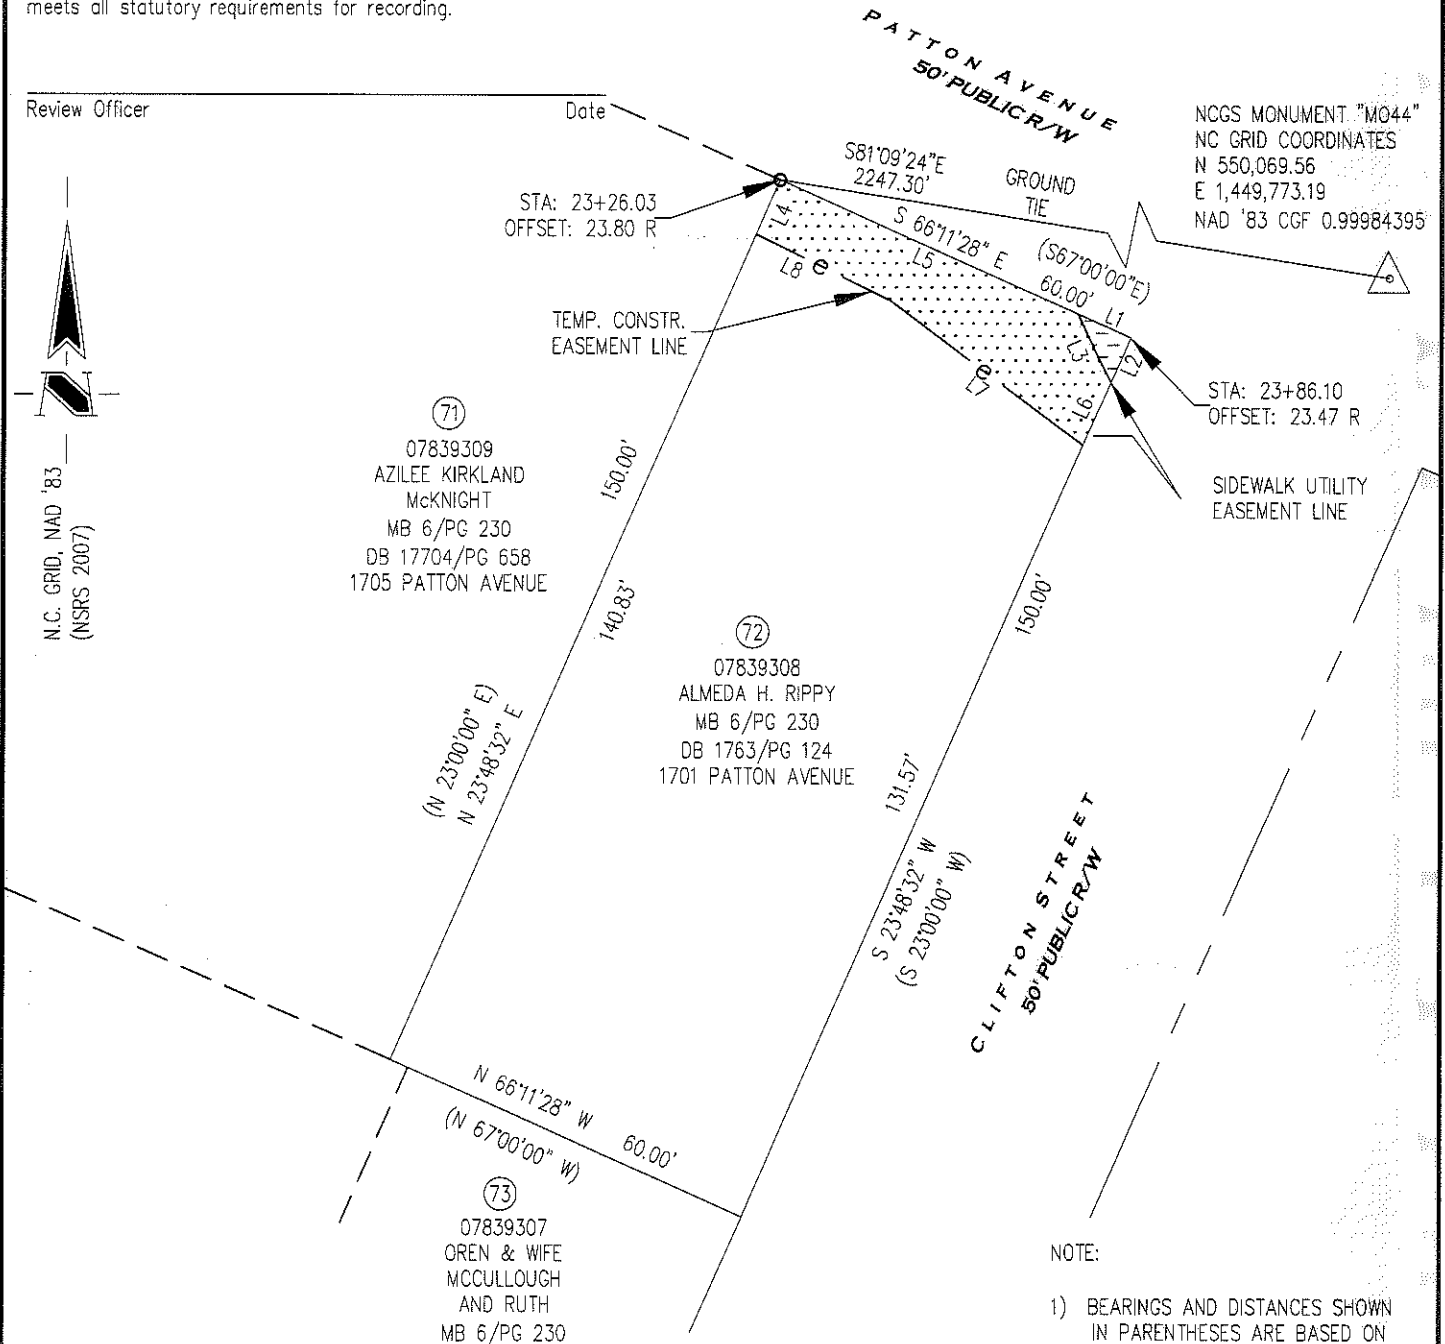 meets all statutory requirements for recording.
Review Officer
Date
PATTON AVENUE
50' PUBLIC R/W
NCGS MONUMENT "MO44"
NC GRID COORDINATES
N 550,069.56
E 1,449,773.19
NAD '83 CGF 0.99984395
S81°09'24"E
2247.30'
GROUND
TIE
STA: 23+26.03
OFFSET: 23.80 R
L4
S 66°11'28" E
(S67°00'00"E)
L5
60.00'
L1
L8
TEMP. CONSTR.
EASEMENT LINE
L3
L2
L7
L6
STA: 23+86.10
OFFSET: 23.47 R
SIDEWALK UTILITY
EASEMENT LINE
N
N.C. GRID, NAD '83
(NSRS 2007)
71
07839309
AZILEE KIRKLAND
McKNIGHT
MB 6/PG 230
DB 17704/PG 658
1705 PATTON AVENUE
150.00'
140.83'
(N 23°00'00" E)
N 23°48'32" E
72
07839308
ALMEDA H. RIPPY
MB 6/PG 230
DB 1763/PG 124
1701 PATTON AVENUE
150.00'
131.57'
S 23°48'32" W
(S 23°00'00" W)
CLIFTON STREET
50' PUBLIC R/W
N 66°11'28" W
60.00'
(N 67°00'00" W)
73
07839307
OREN & WIFE
MCCULLOUGH
AND RUTH
MB 6/PG 230
NOTE:
1) BEARINGS AND DISTANCES SHOWN
IN PARENTHESES ARE BASED ON